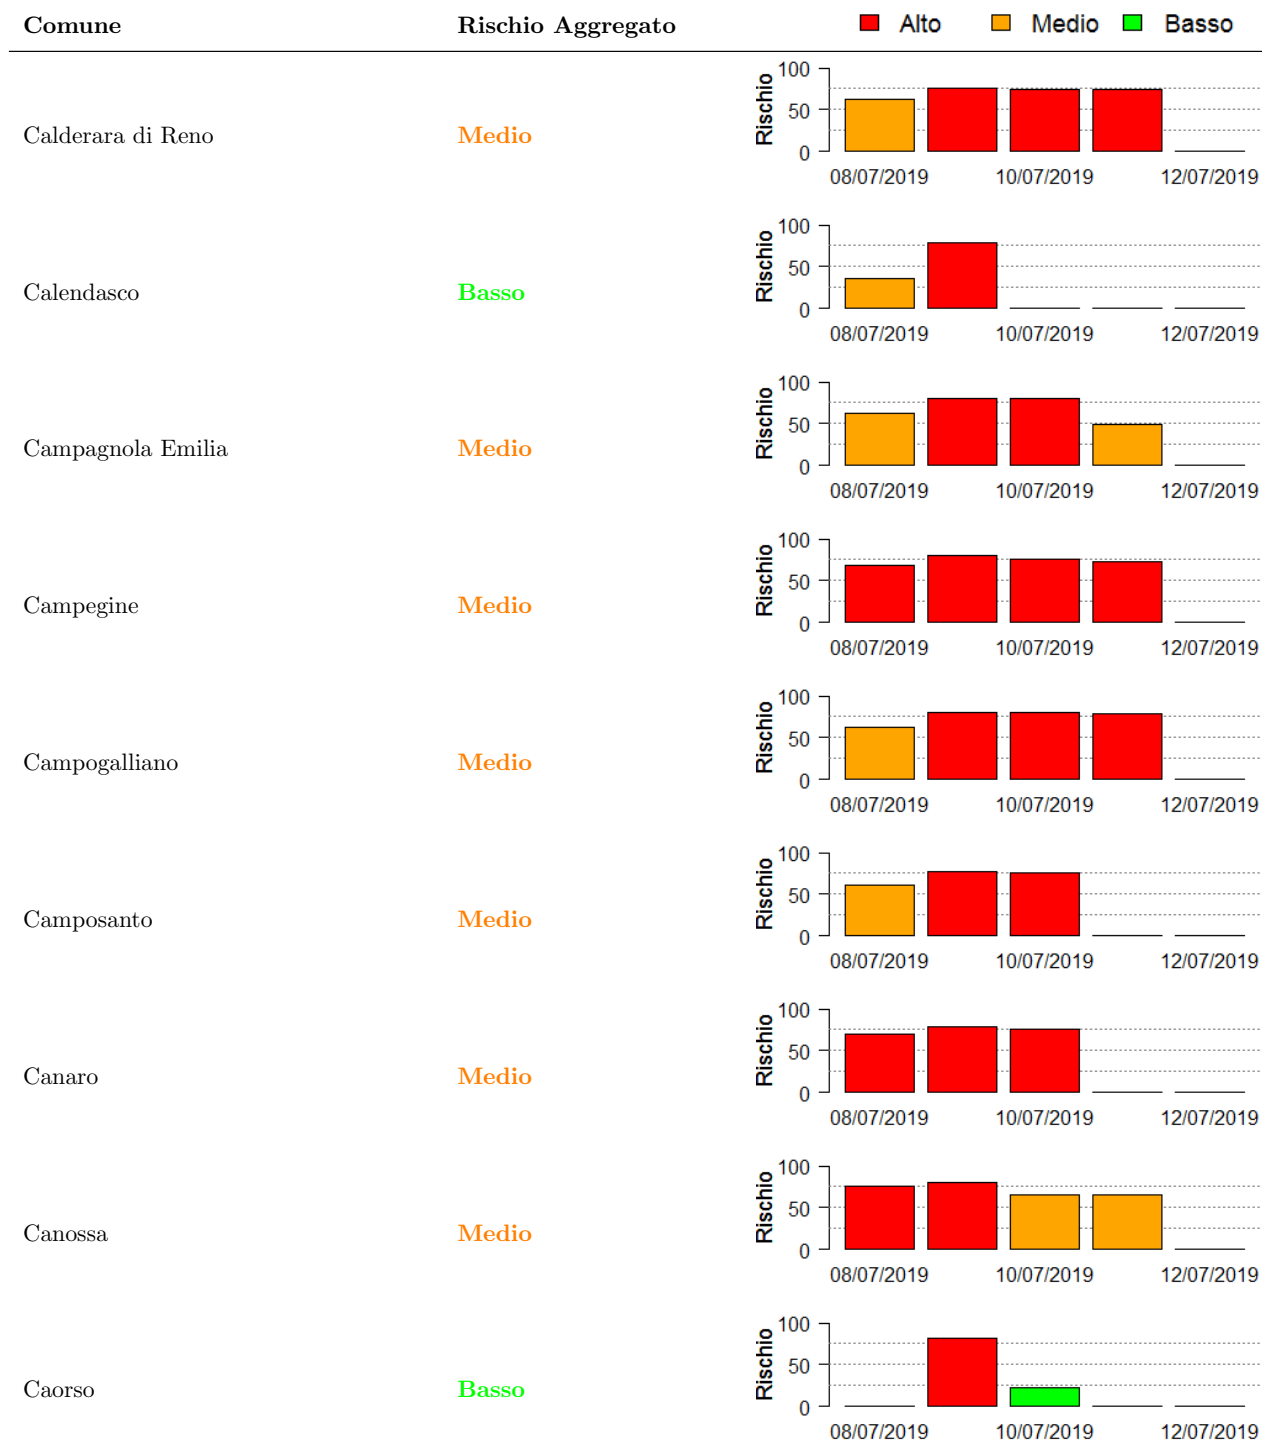 Comune Rischio Aggregato Alto Medio Basso
Calderara di Reno Medio Rischio 100 50 0
08/07/2019 10/07/2019 12/07/2019
Calendasco Basso Rischio 100 50 0
08/07/2019 10/07/2019 12/07/2019
Campagnola Emilia Medio Rischio 100 50 0
08/07/2019 10/07/2019 12/07/2019
Campegine Medio Rischio 100 50 0
08/07/2019 10/07/2019 12/07/2019
Campogalliano Medio Rischio 100 50 0
08/07/2019 10/07/2019 12/07/2019
Camposanto Medio Rischio 100 50 0
08/07/2019 10/07/2019 12/07/2019
Canaro Medio Rischio 100 50 0
08/07/2019 10/07/2019 12/07/2019
Canossa Medio Rischio 100 50 0
08/07/2019 10/07/2019 12/07/2019
Caorso Basso Rischio 100 50 0
08/07/2019 10/07/2019 12/07/2019